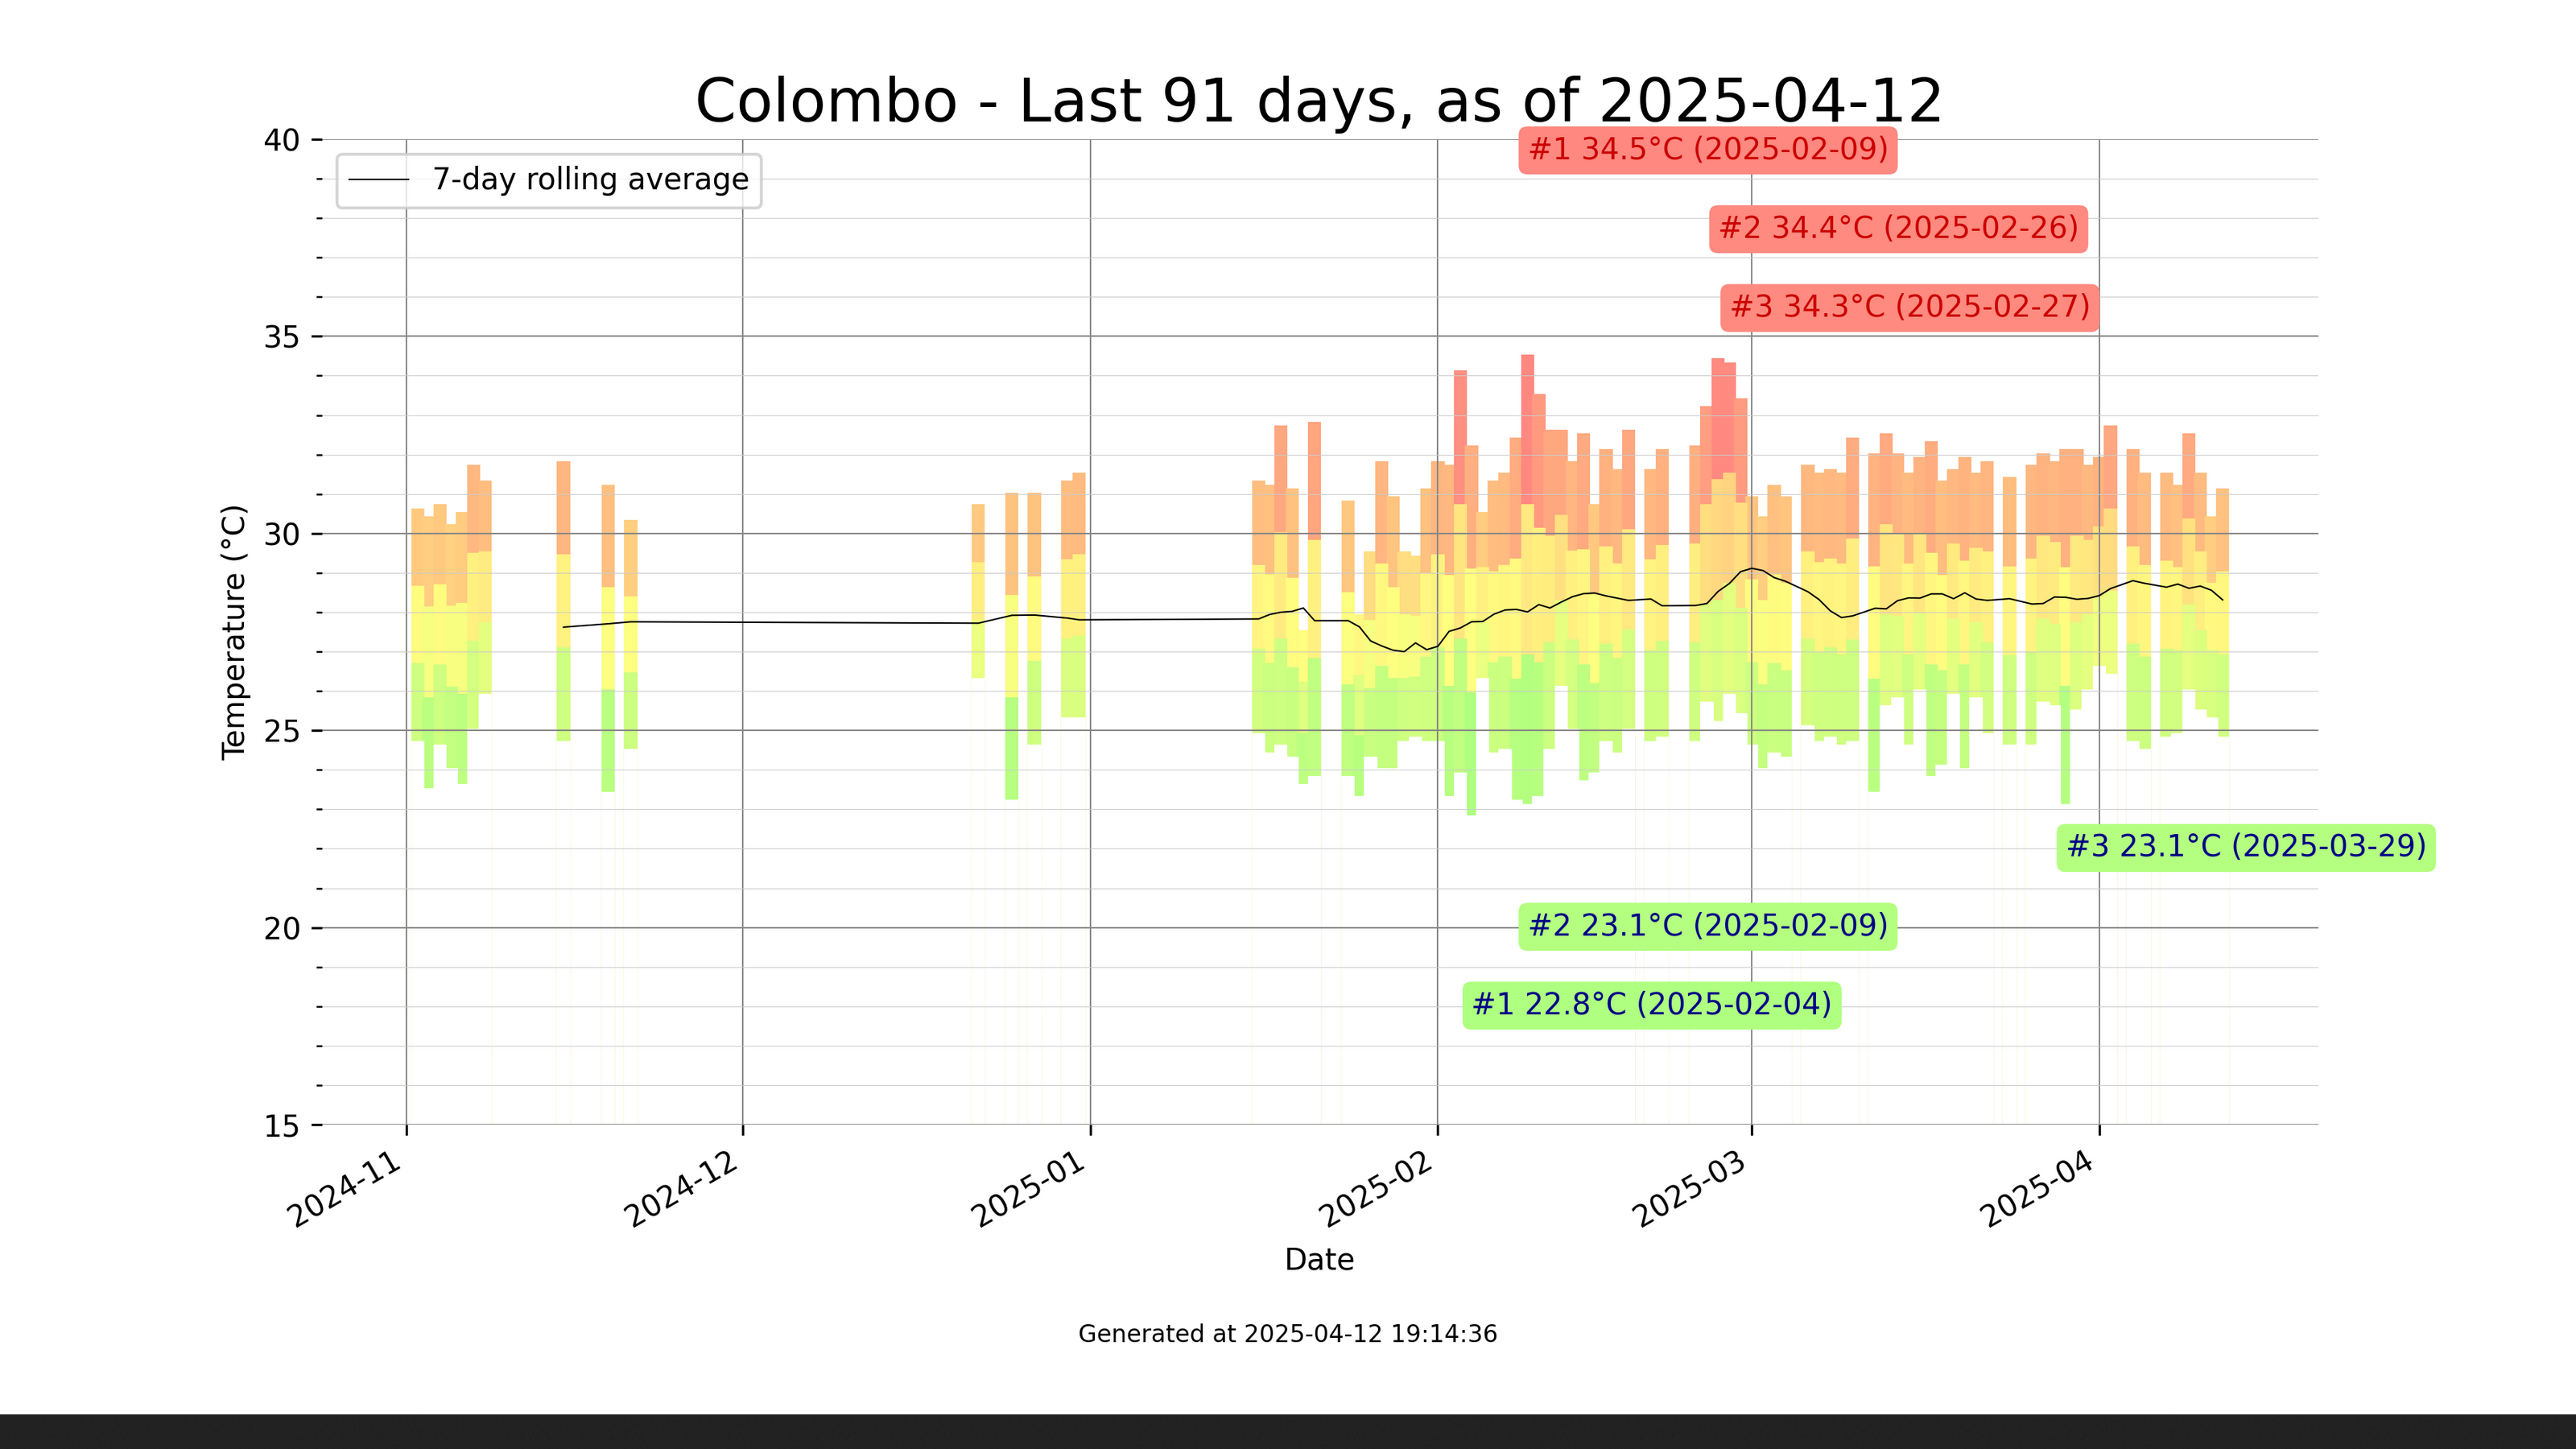 Colombo - Last 91 days, as of 2025-04-12
7-day rolling average
#1 34.5°C (2025-02-09)
#2 34.4°C (2025-02-26)
#3 34.3°C (2025-02-27)
40
35
30
25
20
15
Temperature (°C)
#3 23.1°C (2025-03-29)
#2 23.1°C (2025-02-09)
#1 22.8°C (2025-02-04)
2024-11
2024-12
2025-01
2025-02
2025-03
2025-04
Date
Generated at 2025-04-12 19:14:36